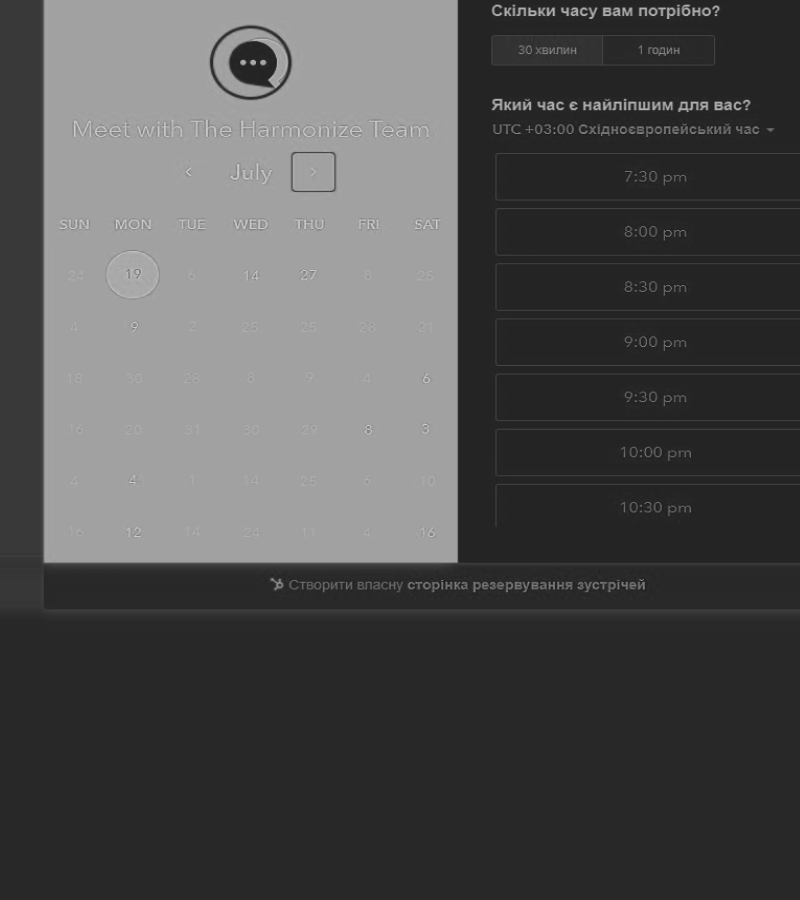 Meet with The Harmonize Team
‹ July ›
SUN MON TUE WED THU FRI SAT
24 19 6 14 27 8 25
4 9 2 25 25 26 21
18 30 28 8 9 4 6
16 20 31 30 29 8 3
4 4 1 14 25 6 10
16 12 14 24 11 4 16
Скільки часу вам потрібно?
30 хвилин 1 годин
Який час є найліпшим для вас?
UTC +03:00 Східноєвропейський час
7:30 pm
8:00 pm
8:30 pm
9:00 pm
9:30 pm
10:00 pm
10:30 pm
Створити власну сторінка резервування зустрічей